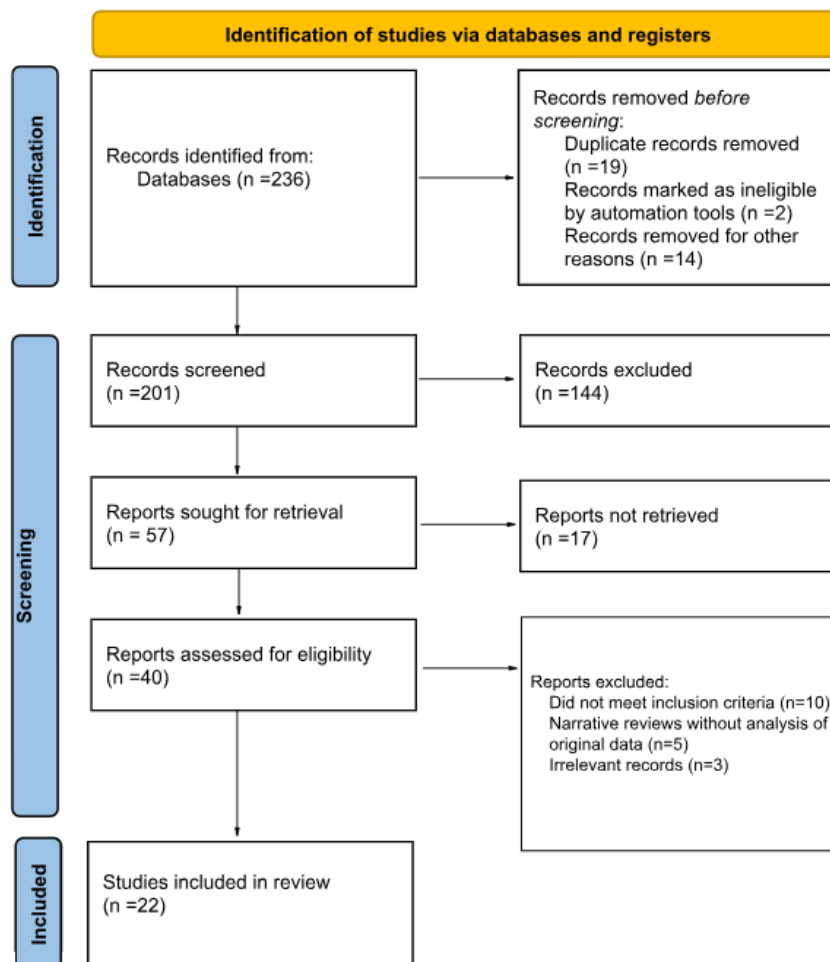 Identification of studies via databases and registers
Identification
Records identified from:
Databases (n =236)
Records removed before
screening:
Duplicate records removed
(n =19)
Records marked as ineligible
by automation tools (n =2)
Records removed for other
reasons (n =14)
Screening
Records screened
(n =201)
Records excluded
(n =144)
Reports sought for retrieval
(n = 57)
Reports not retrieved
(n =17)
Reports assessed for eligibility
(n =40)
Reports excluded:
Did not meet inclusion criteria (n=10)
Narrative reviews without analysis of
original data (n=5)
Irrelevant records (n=3)
Included
Studies included in review
(n =22)